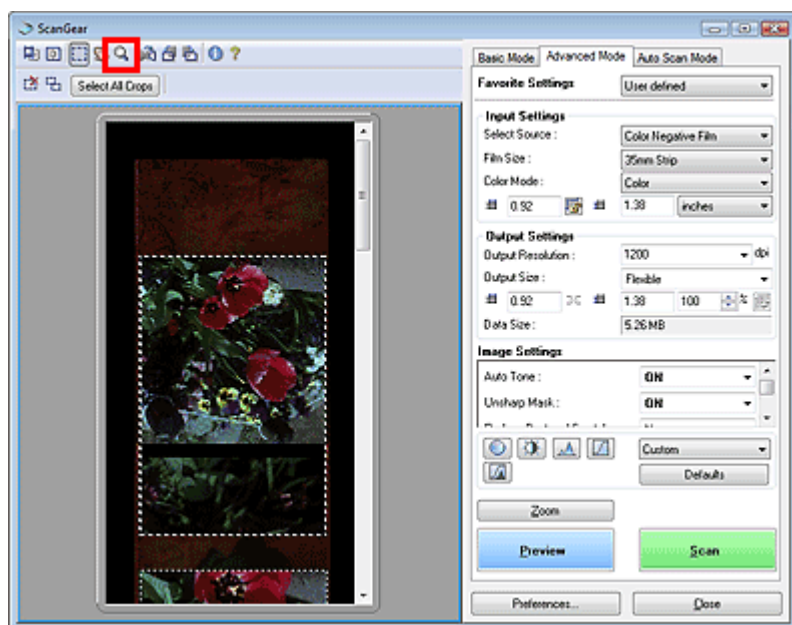 ScanGear
?
Select All Crops
Basic Mode Advanced Mode Auto Scan Mode
Favorite Settings User defined
Input Settings
Select Source : Color Negative Film
Film Size : 35mm Strip
Color Mode : Color
0.92 1.38 inches
Output Settings
Output Resolution : 1200 dpi
Output Size : Flexible
0.92 1.38 100 %
Data Size : 5.26 MB
Image Settings
Auto Tone : ON
Unsharp Mask : ON
Custom
Defaults
Zoom
Preview Scan
Preferences... Close